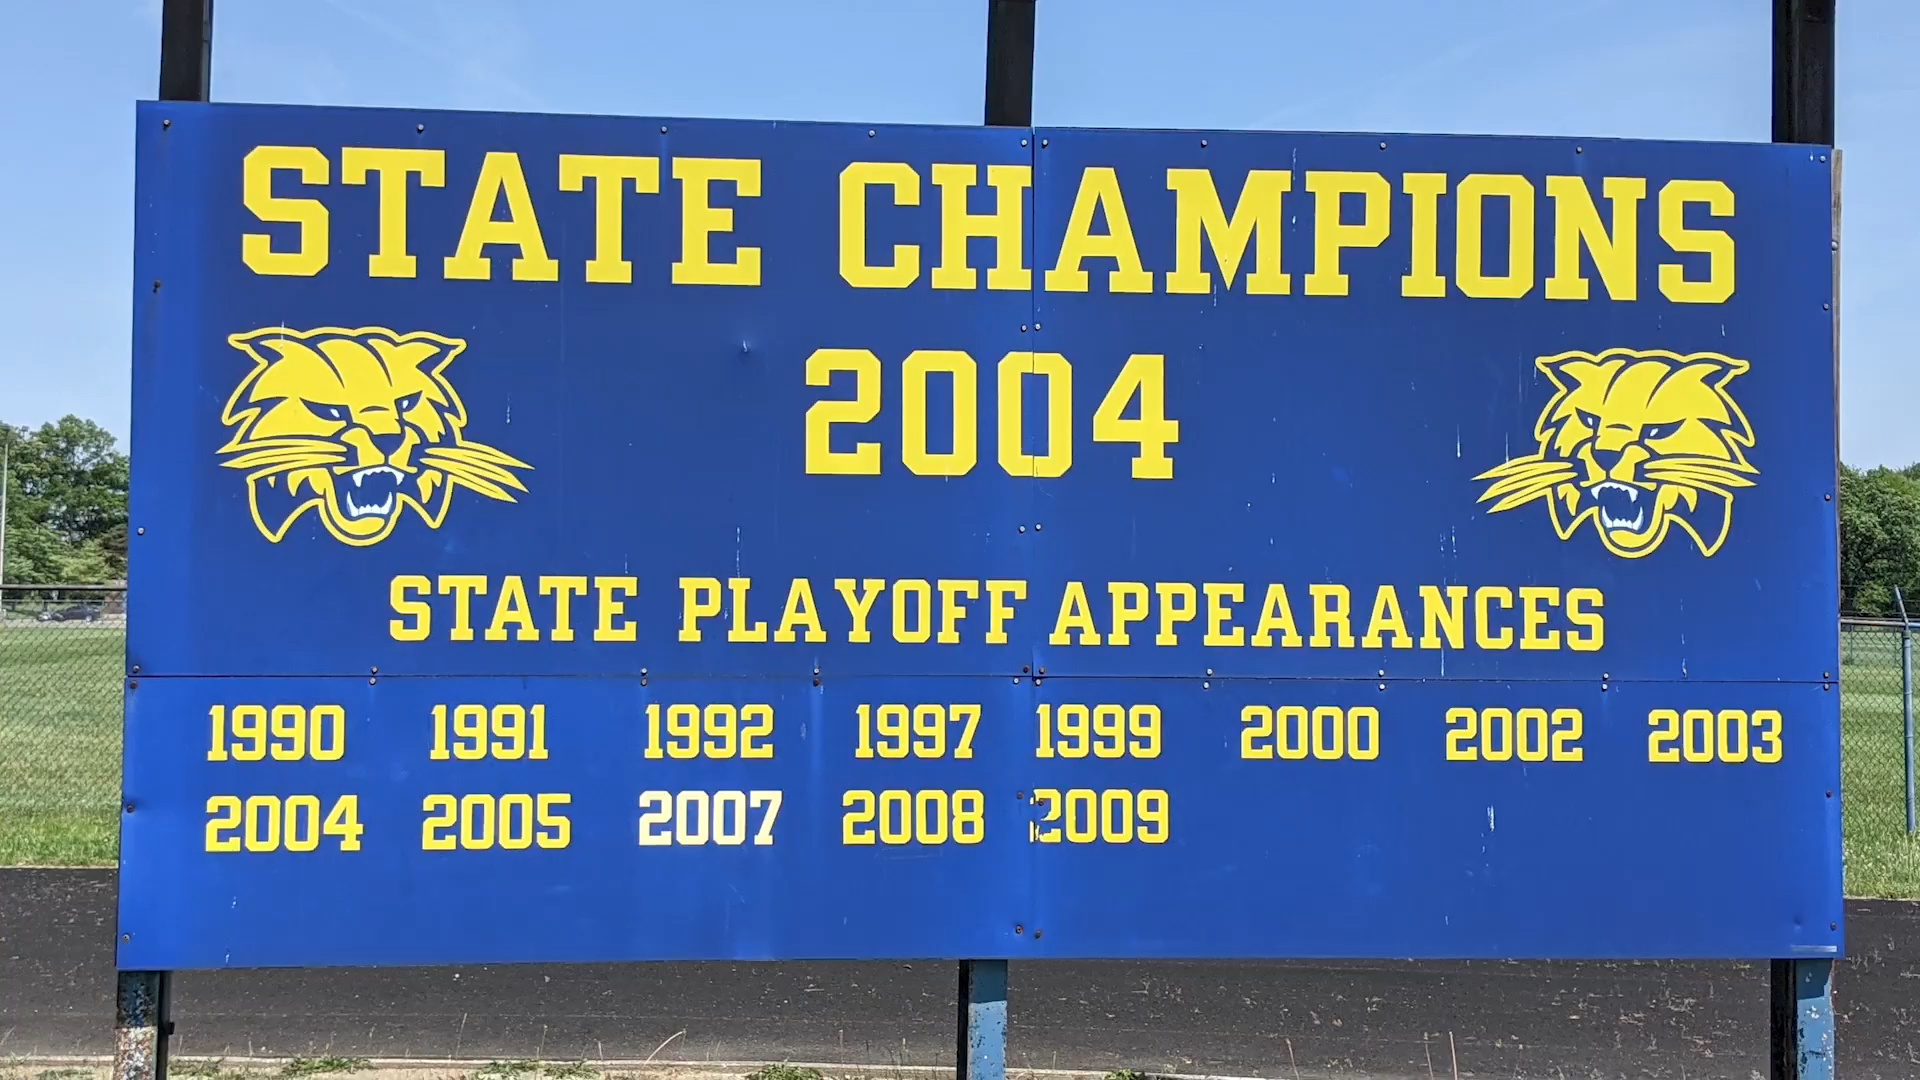 STATE CHAMPIONS
2004
STATE PLAYOFF APPEARANCES
1990 1991 1992 1997 1999 2000 2002 2003
2004 2005 2007 2008 2009